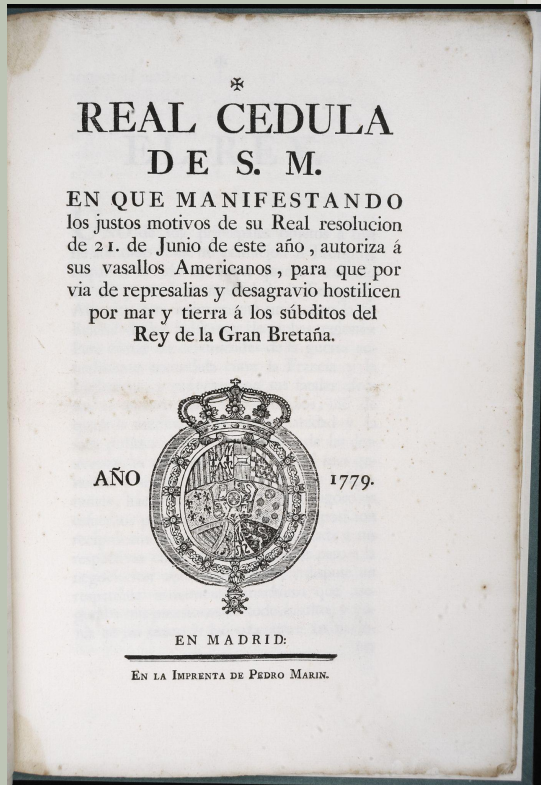 REAL CEDULA
DE S. M.
EN QUE MANIFESTANDO
los justos motivos de su Real resolucion
de 21. de Junio de este año, autoriza á
sus vasallos Americanos, para que por
via de represalias y desagravio hostilicen
por mar y tierra á los súbditos del
Rey de la Gran Bretaña.
AÑO 1779.
EN MADRID:
EN LA IMPRENTA DE PEDRO MARIN.